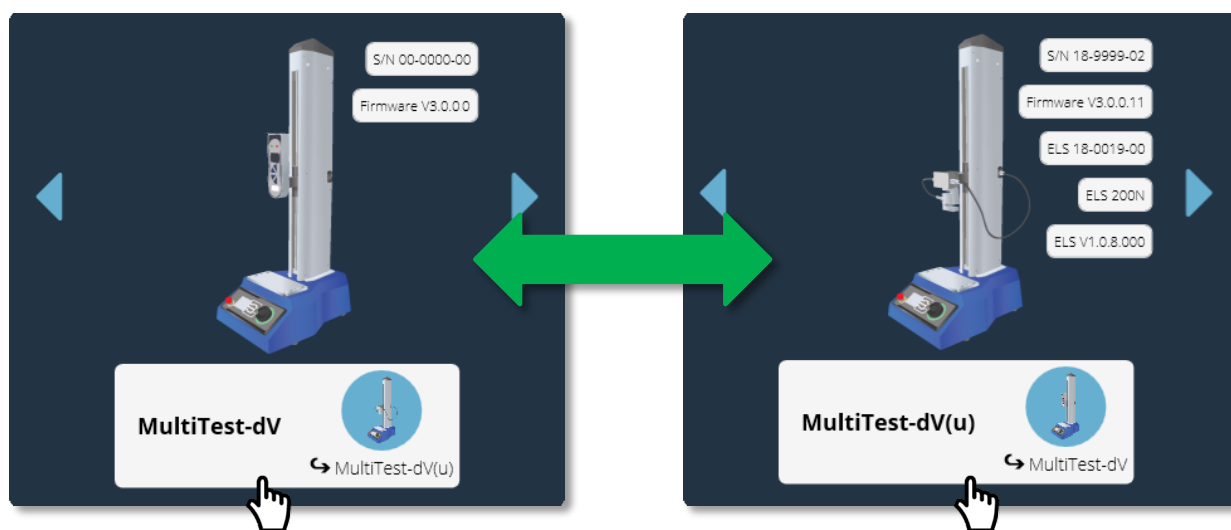 S/N 00-0000-00
Firmware V3.0.0 0
MultiTest-dV
MultiTest-dV(u)
S/N 18-9999-02
Firmware V3.0.0.11
ELS 18-0019-00
ELS 200N
ELS V1.0.8.000
MultiTest-dV(u)
MultiTest-dV